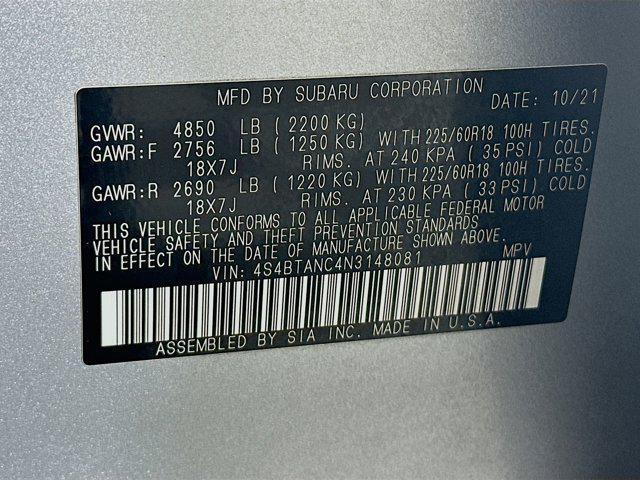 MFD BY SUBARU CORPORATION DATE: 10/21
GVWR: 4850 LB ( 2200 KG)
GAWR:F 2756 LB ( 1250 KG) WITH 225/60R18 100H TIRES.
18X7J RIMS. AT 240 KPA ( 35 PSI) COLD
GAWR:R 2690 LB ( 1220 KG) WITH 225/60R18 100H TIRES.
18X7J RIMS. AT 230 KPA ( 33 PSI) COLD
THIS VEHICLE CONFORMS TO ALL APPLICABLE FEDERAL MOTOR
VEHICLE SAFETY AND THEFT PREVENTION STANDARDS
IN EFFECT ON THE DATE OF MANUFACTURE SHOWN ABOVE.
VIN: 4S4BTANC4N3148081 MPV
ASSEMBLED BY SIA INC. MADE IN U.S.A.